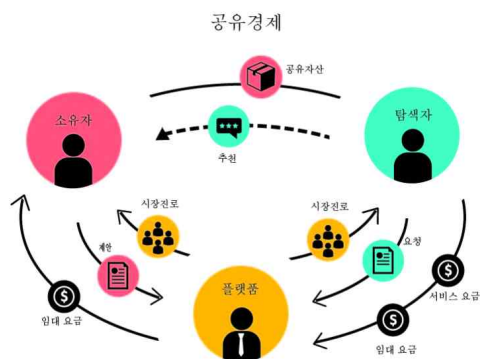 공유경제
공유자산
소유자
탐색자
추천
시장진로
시장진로
제안
요청
플랫폼
임대 요금
서비스 요금
임대 요금